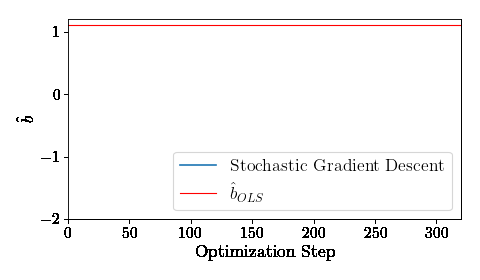 1
0
−1
−2
b̂
Stochastic Gradient Descent
b̂_OLS
0 50 100 150 200 250 300
Optimization Step